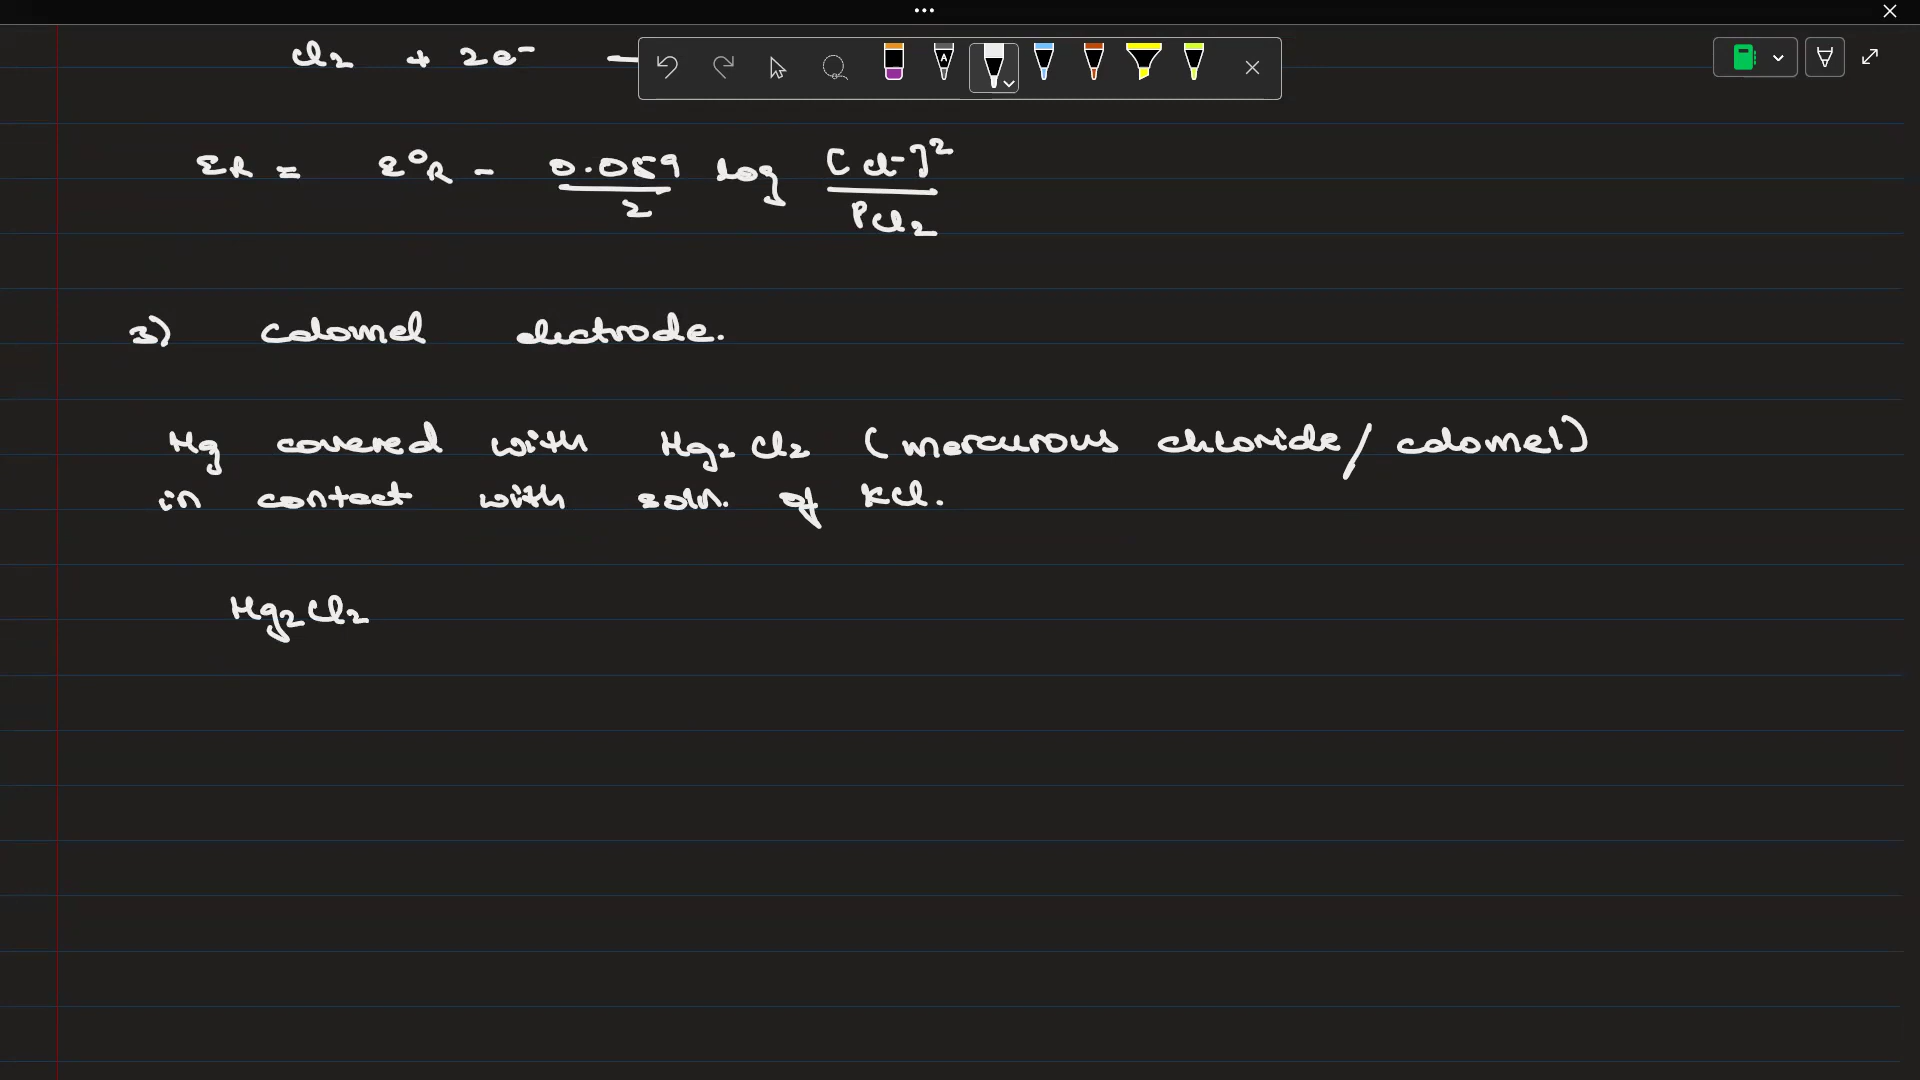 Cl2 + 2e- -
ER = E°R - 0.059/2 log [Cl-]²/PCl2
3) Calomel electrode.
Hg covered with Hg2Cl2 (mercurous chloride/calomel)
in contact with soln. of KCl.
Hg2Cl2